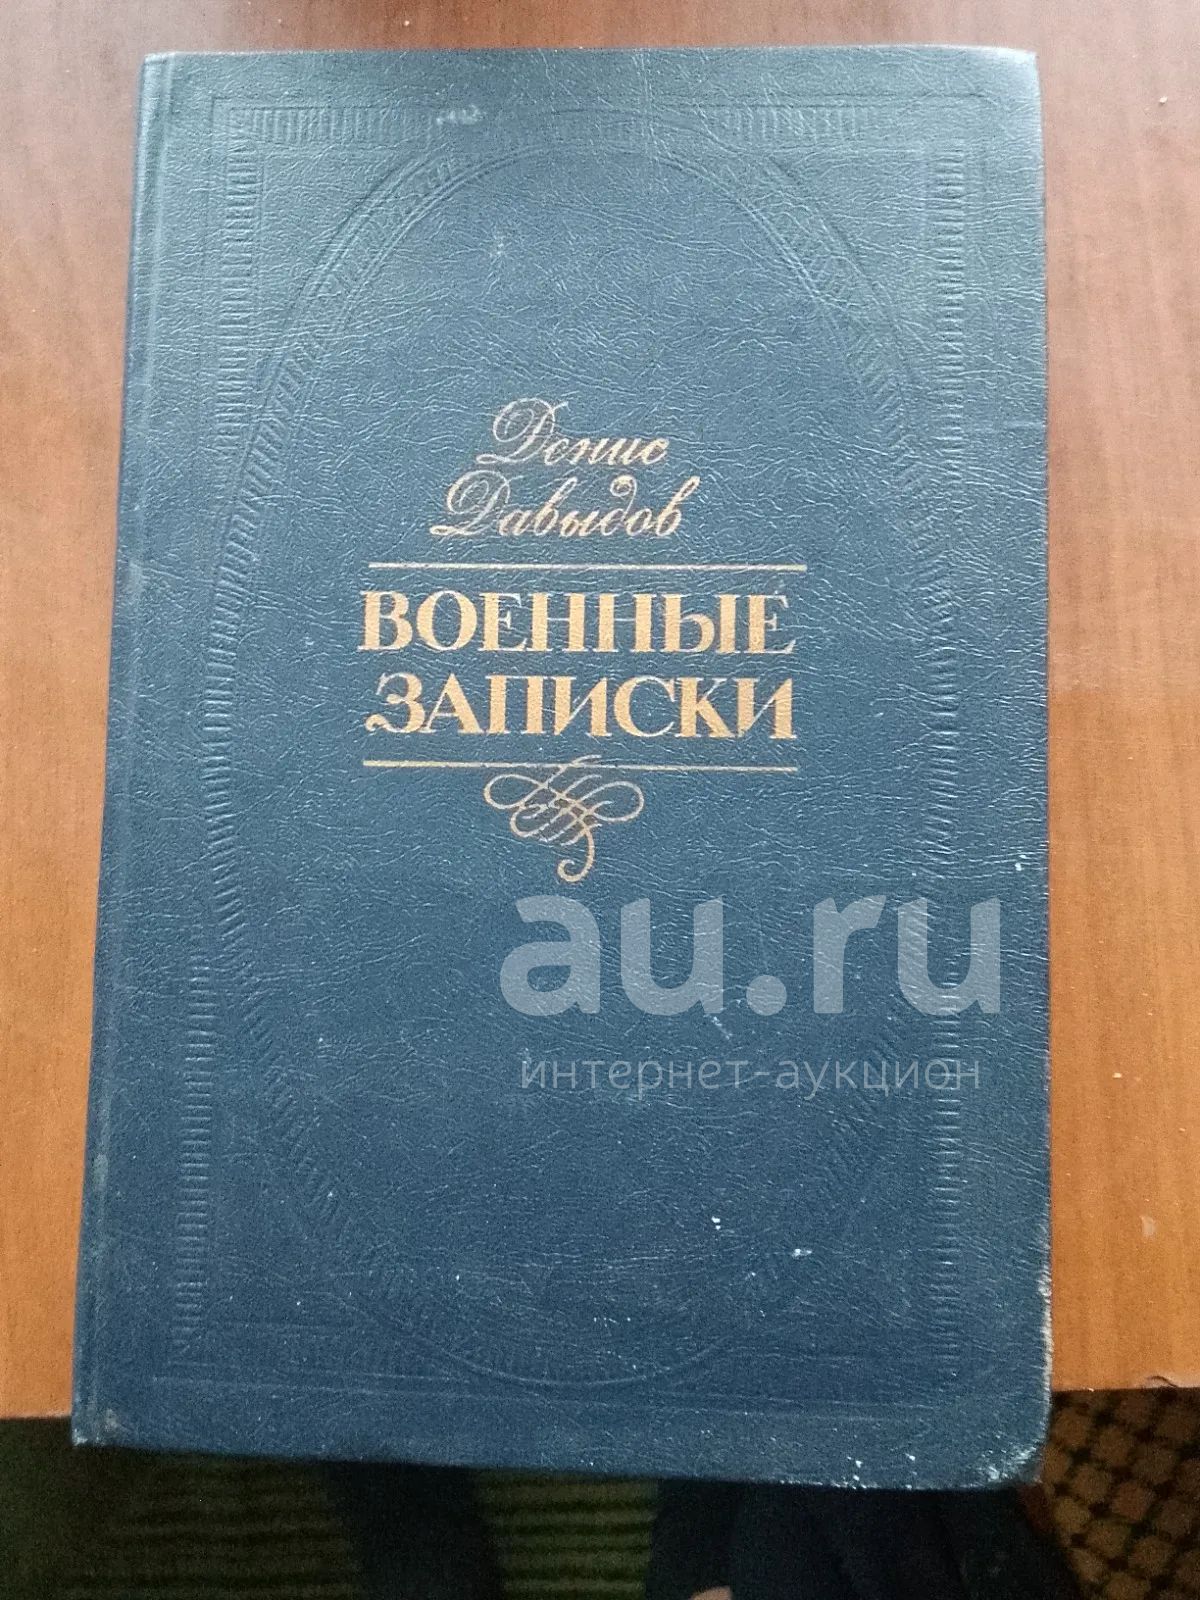 Денис
Давыдов
ВОЕННЫЕ
ЗАПИСКИ
au.ru
интернет-аукцион